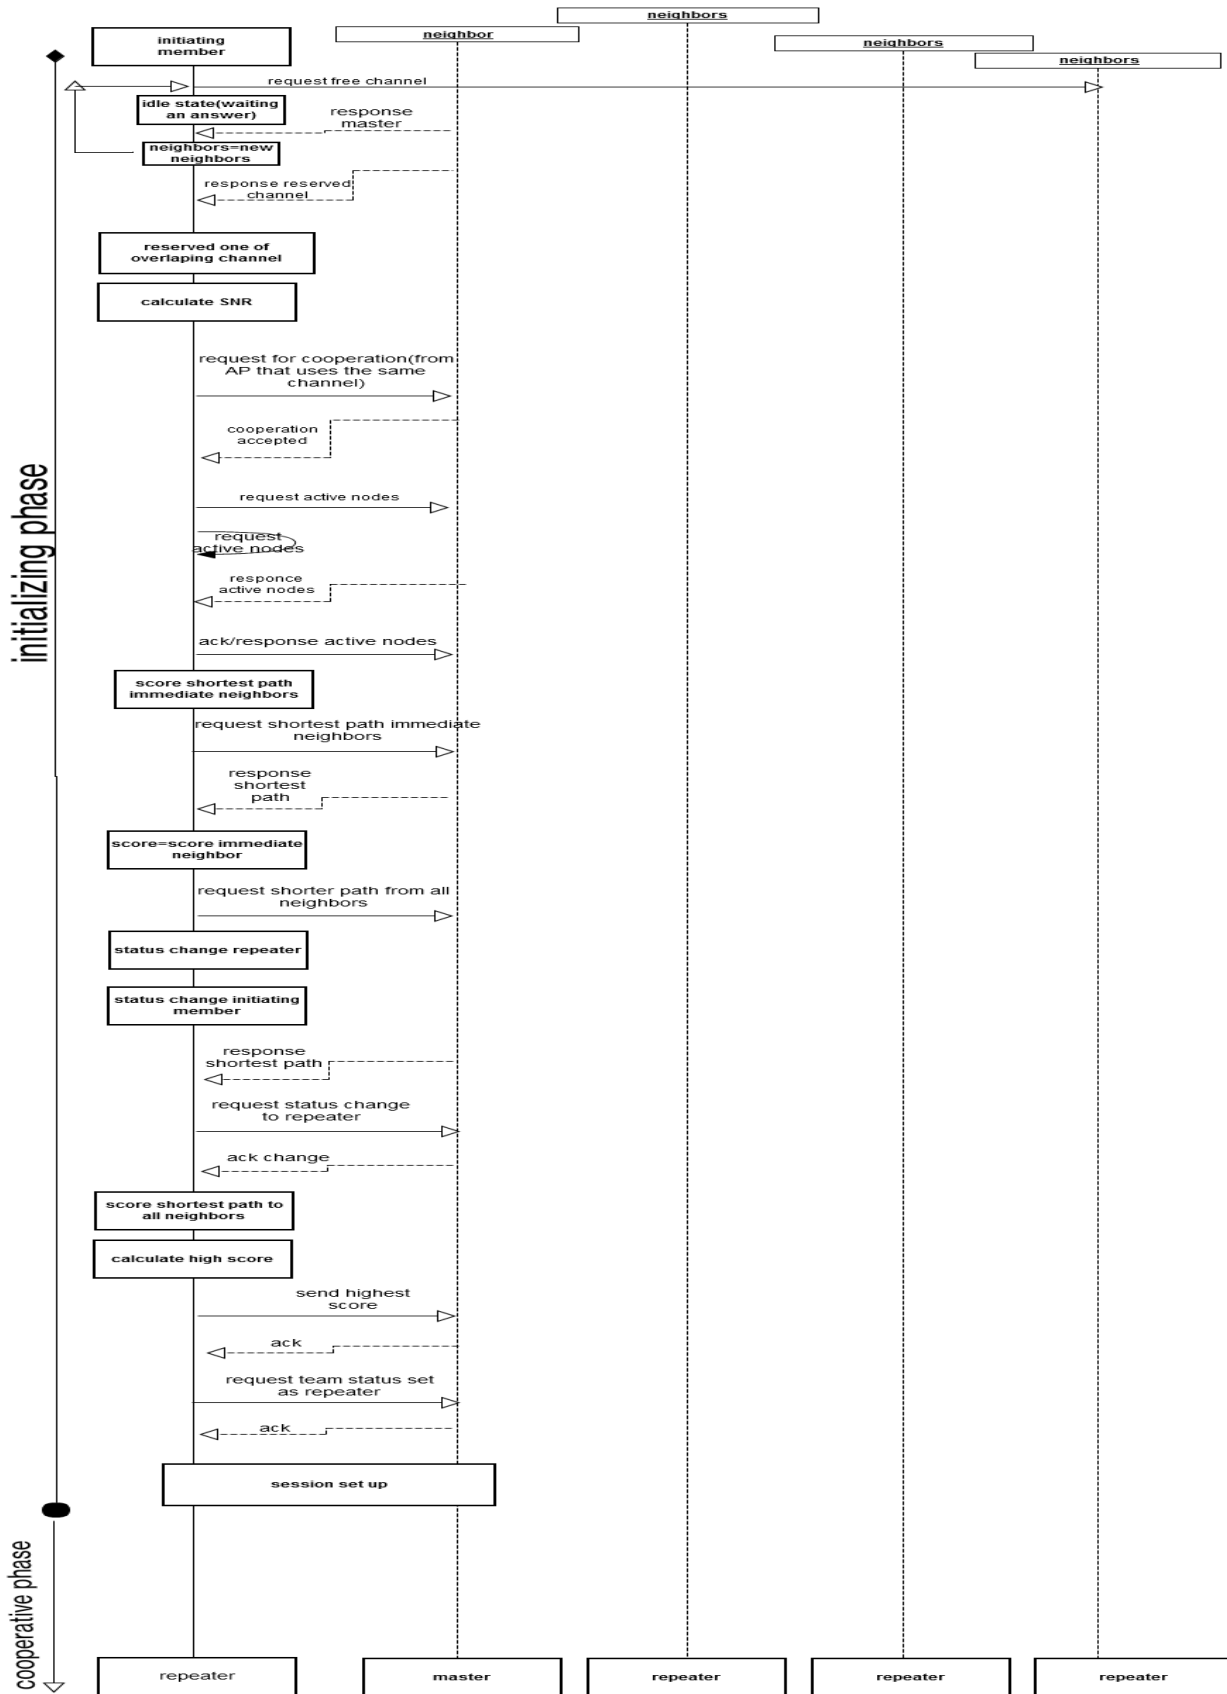 neighbors
initiating
member
neighbor
neighbors
neighbors
request free channel
idle state(waiting
an answer)
response
master
neighbors=new
neighbors
response reserved
channel
reserved one of
overlaping channel
calculate SNR
request for cooperation(from
AP that uses the same
channel)
cooperation
accepted
request active nodes
request
active nodes
responce
active nodes
ack/response active nodes
score shortest path
immediate neighbors
request shortest path immediate
neighbors
response
shortest
path
score=score immediate
neighbor
request shorter path from all
neighbors
status change repeater
status change initiating
member
response
shortest path
request status change
to repeater
ack change
score shortest path to
all neighbors
calculate high score
send highest
score
ack
request team status set
as repeater
ack
session set up
initializing phase
cooperative phase
repeater
master
repeater
repeater
repeater